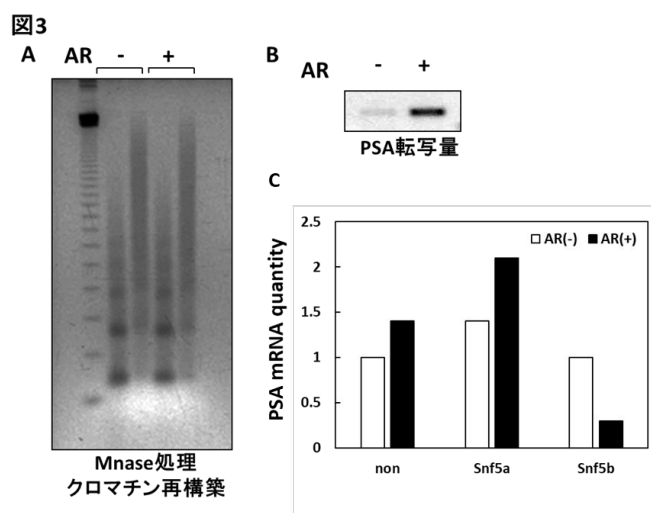 図3
A AR - +
Mnase処理
クロマチン再構築
B
AR - +
PSA転写量
C
PSA mRNA quantity
2.5
2
1.5
1
0.5
0
AR(-) AR(+)
non Snf5a Snf5b